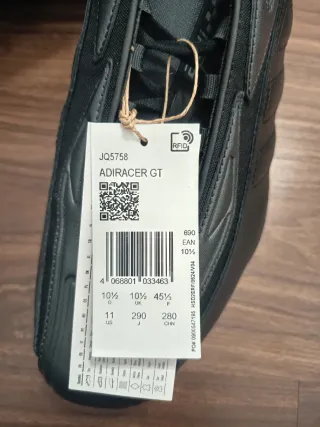 RFID
JQ5758
ADIRACER GT
690
EAN
10½
4 066801 033463
10½ 10½ 45⅓
D UK F
11 290 280
US J CHN